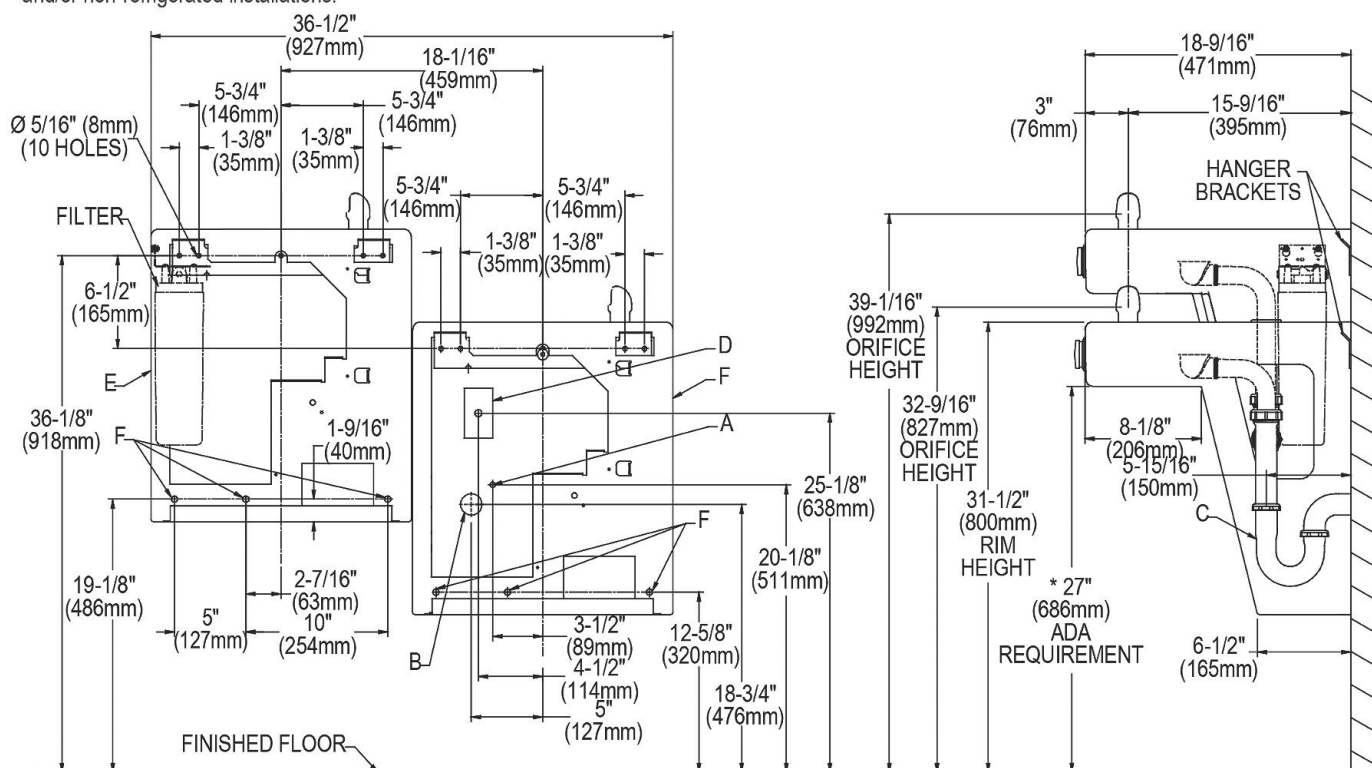 and/or non-refrigerated installations.
36-1/2"
(927mm)
18-1/16"
(459mm)
5-3/4"
(146mm)
5-3/4"
(146mm)
Ø 5/16" (8mm)
(10 HOLES)
1-3/8"
(35mm)
1-3/8"
(35mm)
5-3/4"
(146mm)
5-3/4"
(146mm)
FILTER
1-3/8"
(35mm)
1-3/8"
(35mm)
6-1/2"
(165mm)
D
E
F
36-1/8"
(918mm)
F
1-9/16"
(40mm)
A
25-1/8"
(638mm)
F
20-1/8"
(511mm)
19-1/8"
(486mm)
2-7/16"
(63mm)
5"
(127mm)
10"
(254mm)
B
3-1/2"
(89mm)
12-5/8"
(320mm)
4-1/2"
(114mm)
18-3/4"
(476mm)
5"
(127mm)
FINISHED FLOOR
18-9/16"
(471mm)
3"
(76mm)
15-9/16"
(395mm)
HANGER
BRACKETS
39-1/16"
(992mm)
ORIFICE
HEIGHT
32-9/16"
(827mm)
ORIFICE
HEIGHT
8-1/8"
(206mm)
5-15/16"
(150mm)
31-1/2"
(800mm)
RIM
HEIGHT
C
* 27"
(686mm)
ADA
REQUIREMENT
6-1/2"
(165mm)